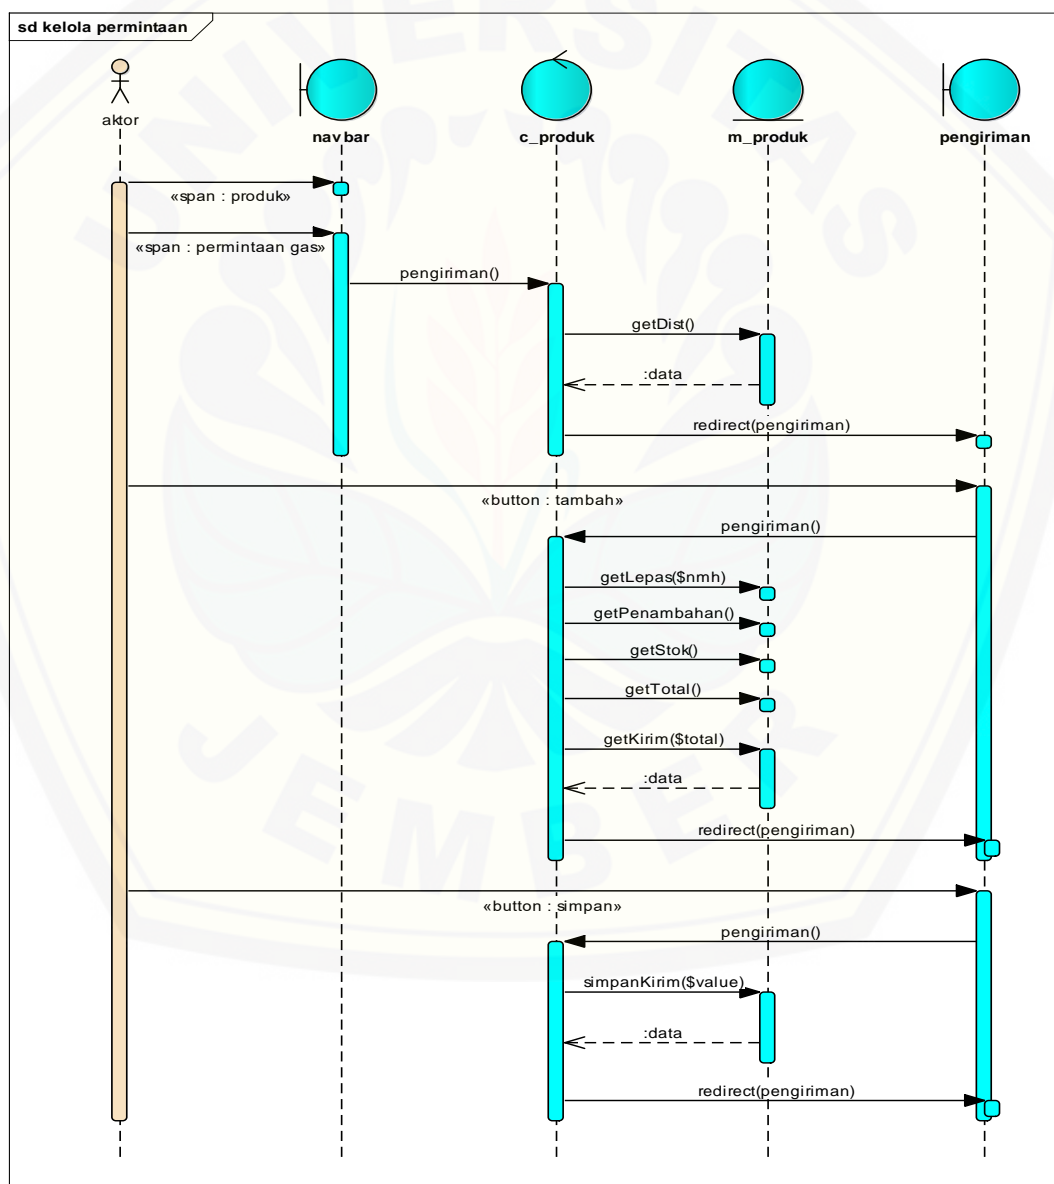 sd kelola permintaan
aktor
navbar
c_produk
m_produk
pengiriman
«span : produk»
«span : permintaan gas»
pengiriman()
getDist()
:data
redirect(pengiriman)
«button : tambah»
pengiriman()
getLepas($nmh)
getPenambahan()
getStok()
getTotal()
getKirim($total)
:data
redirect(pengiriman)
«button : simpan»
pengiriman()
simpanKirim($value)
:data
redirect(pengiriman)
UNIVERSITAS
JEMBER